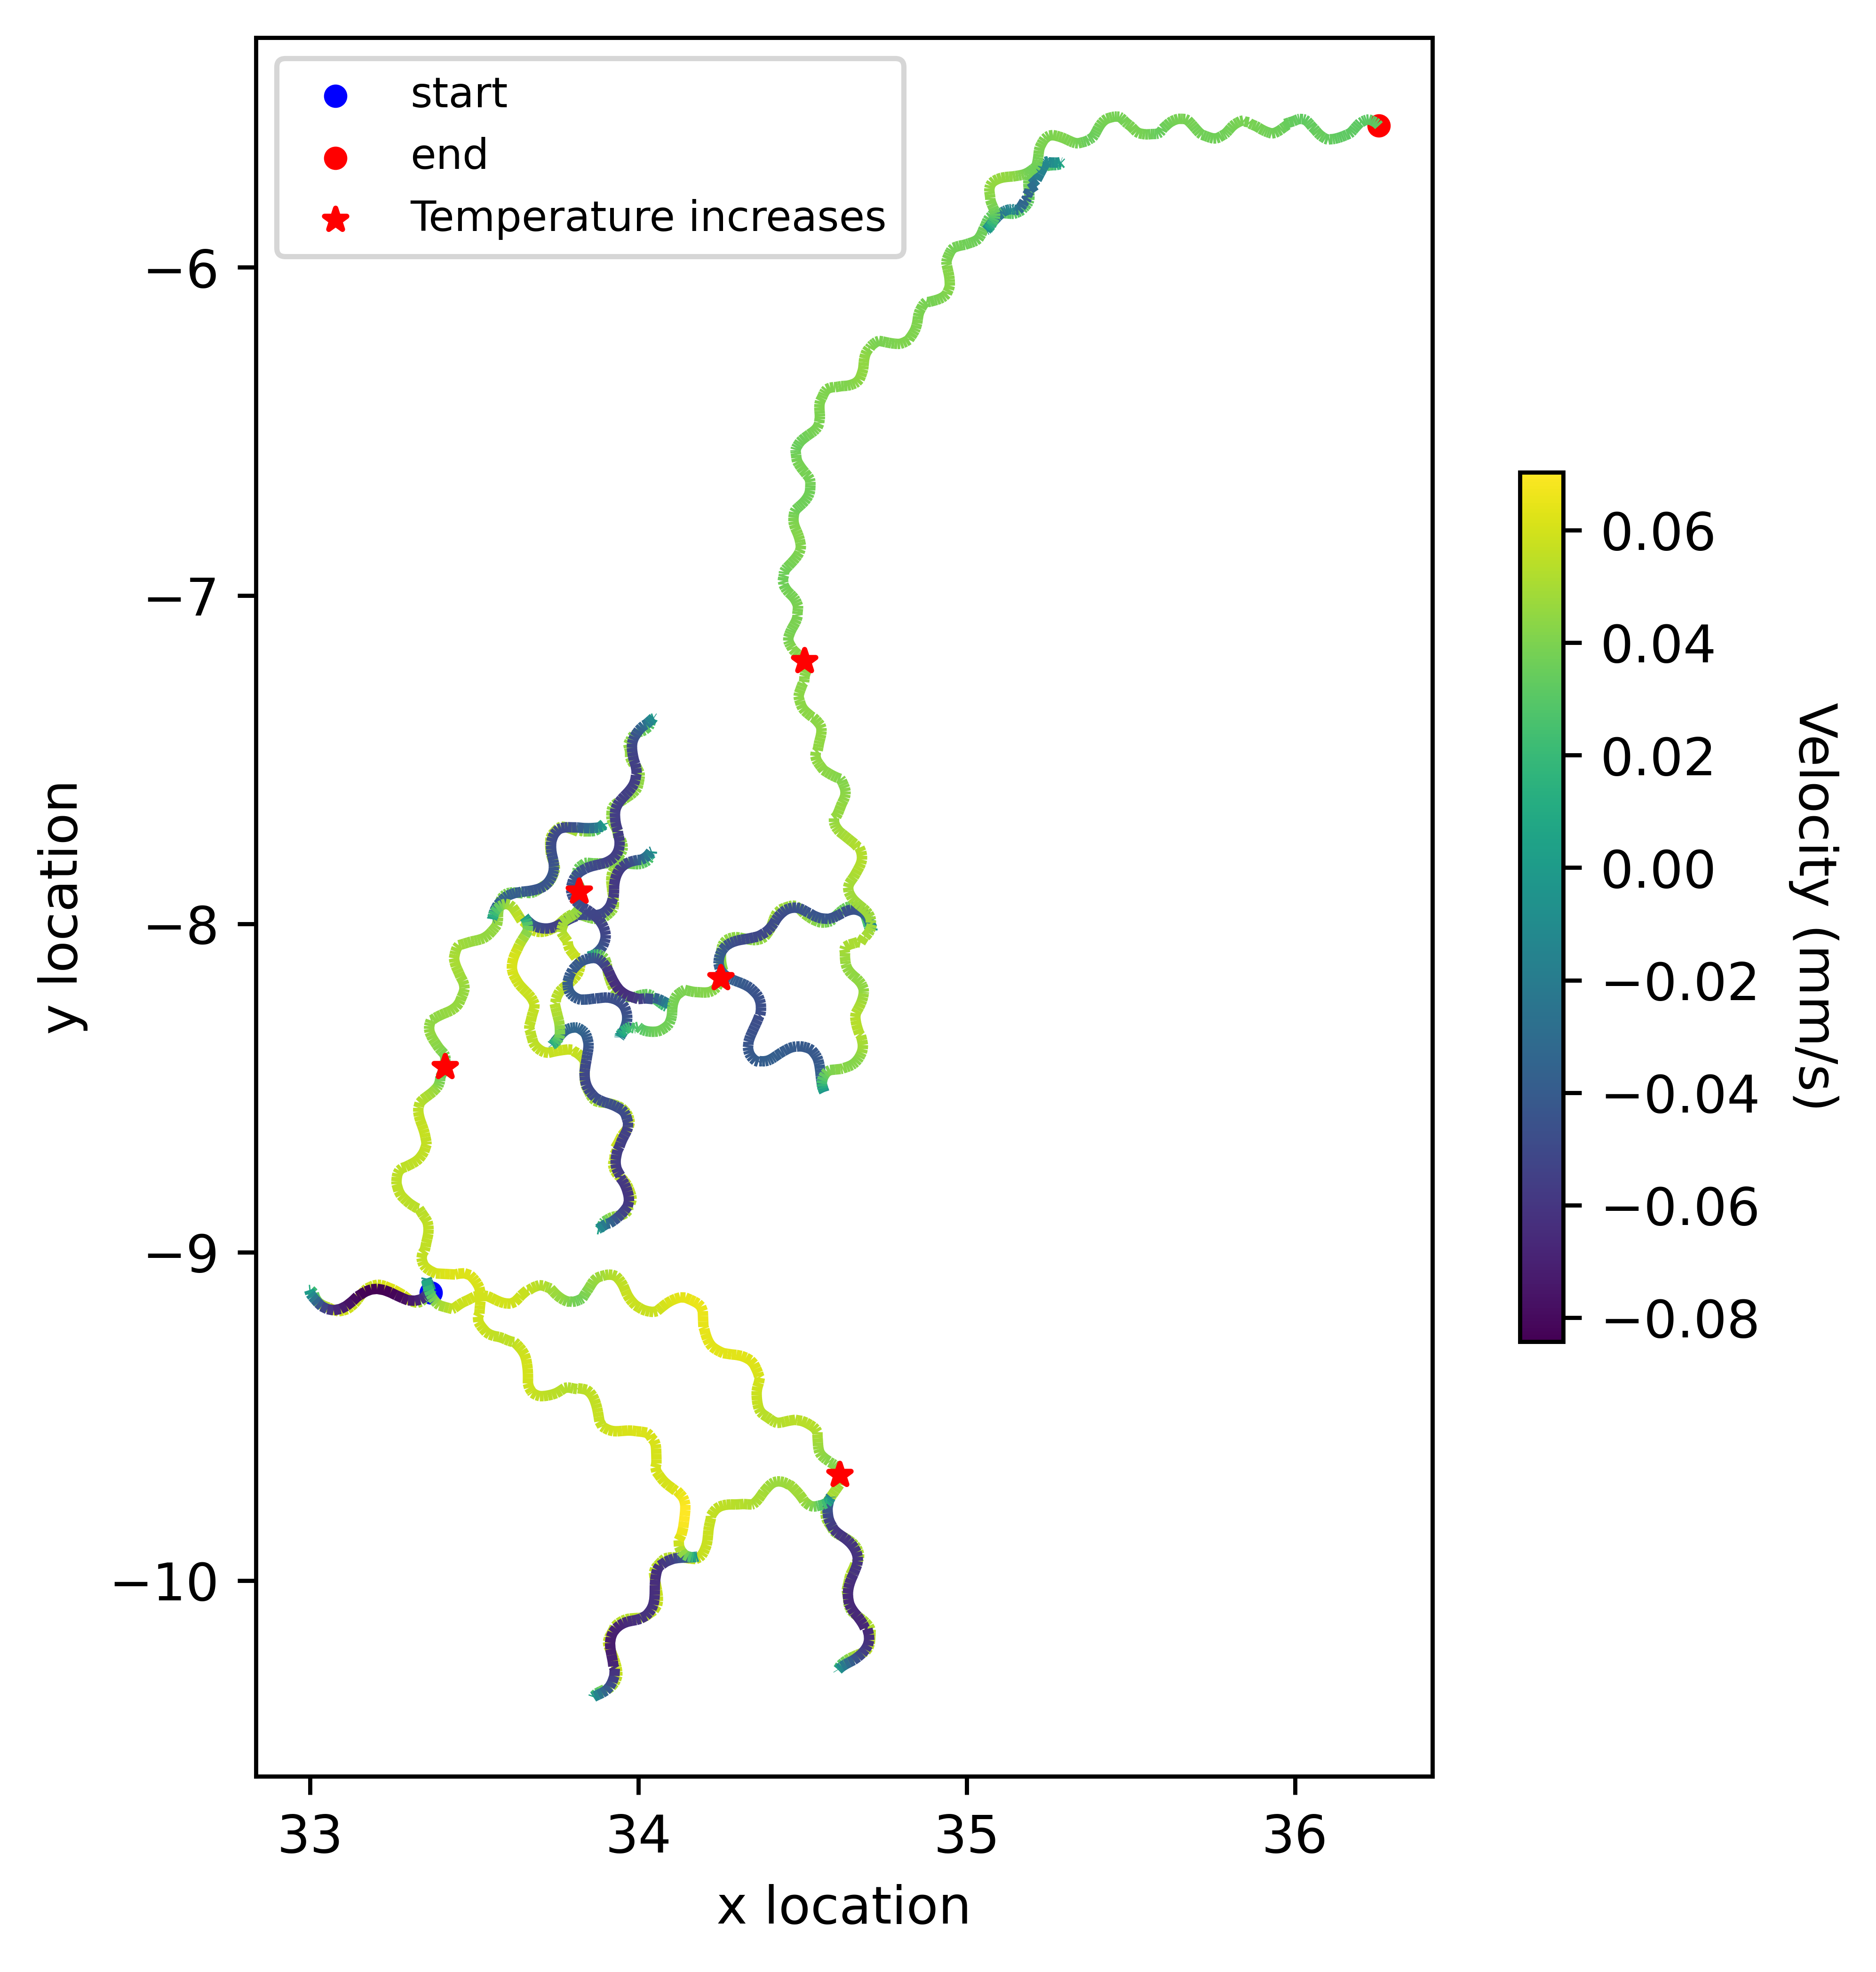 start
end
Temperature increases
−6
−7
−8
−9
−10
y location
33 34 35 36
x location
0.06
0.04
0.02
0.00
−0.02
−0.04
−0.06
−0.08
Velocity (mm/s)